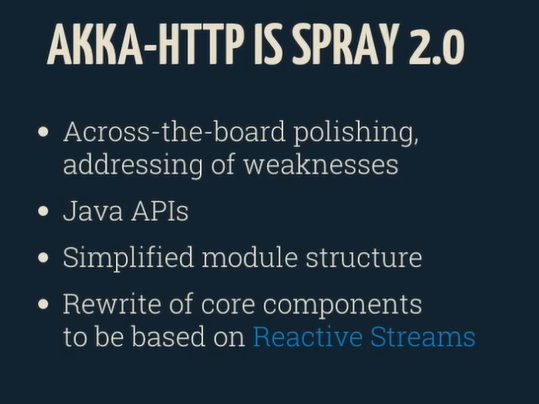 AKKA-HTTP IS SPRAY 2.0
Across-the-board polishing,
addressing of weaknesses
Java APIs
Simplified module structure
Rewrite of core components
to be based on Reactive Streams